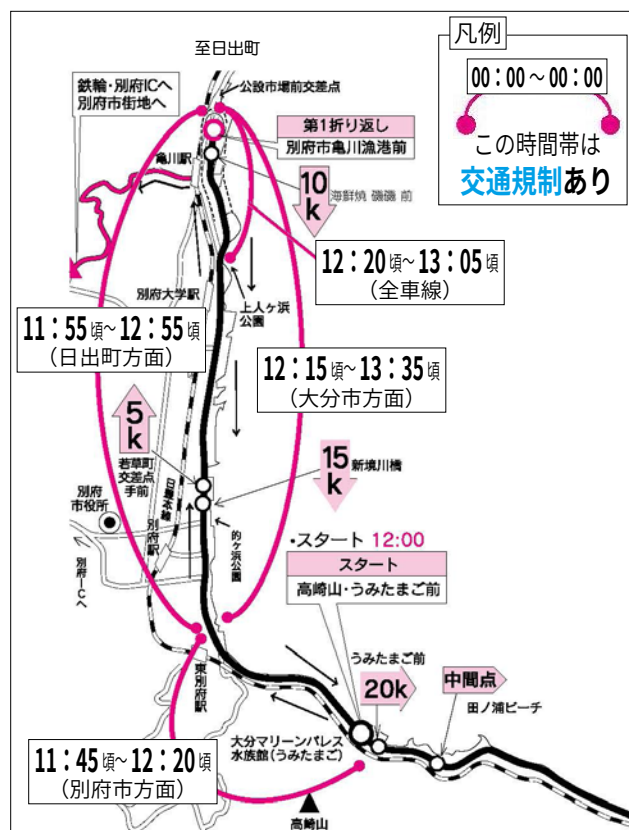 至日出町
凡例
00：00～00：00
この時間帯は
交通規制あり
鉄輪・別府ICへ
別府市街地へ
公設市場前交差点
第1折り返し
別府市亀川漁港前
亀川駅
10
k
海鮮焼 磯磯 前
12：20頃～13：05頃
（全車線）
別府大学駅
上人ヶ浜
公園
11：55頃～12：55頃
（日出町方面）
12：15頃～13：35頃
（大分市方面）
5
k
若草町
交差点
手前
15
k
新境川橋
日豊本線
別府
市役所
別府駅
的ヶ浜公園
別府ICへ
・スタート 12:00
スタート
高崎山・うみたまご前
うみたまご前
20k
中間点
田ノ浦ビーチ
東別府駅
大分マリーンパレス
水族館（うみたまご）
11：45頃～12：20頃
（別府市方面）
高崎山